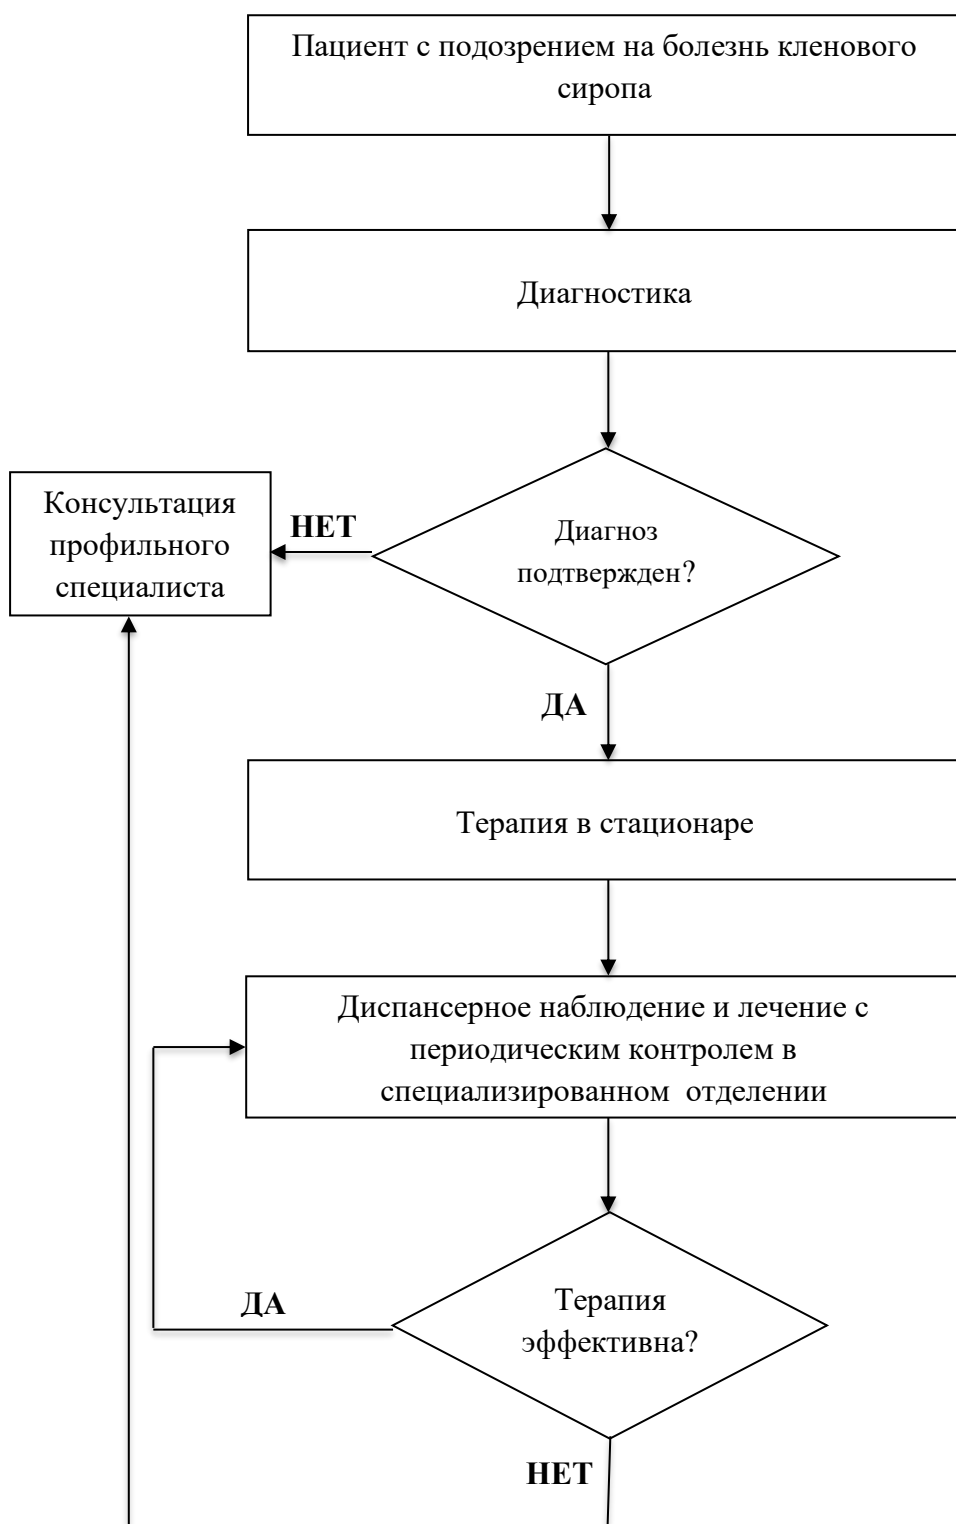 Пациент с подозрением на болезнь кленового
сиропа
Диагностика
Консультация
профильного
специалиста
НЕТ
Диагноз
подтвержден?
ДА
Терапия в стационаре
Диспансерное наблюдение и лечение с
периодическим контролем в
специализированном отделении
ДА
Терапия
эффективна?
НЕТ